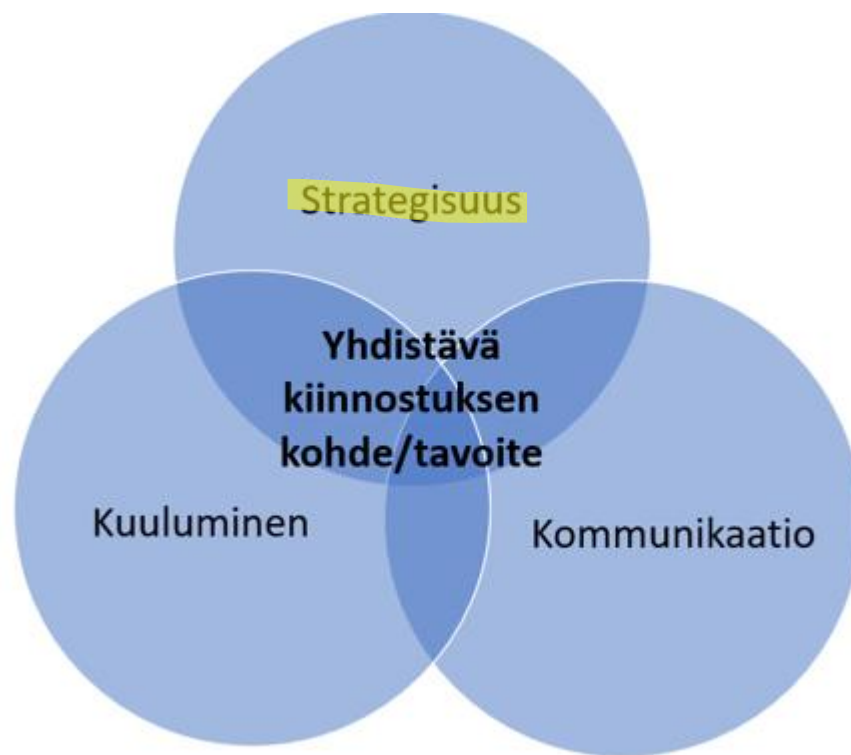 Strategisuus
Yhdistävä
kiinnostuksen
kohde/tavoite
Kuuluminen
Kommunikaatio